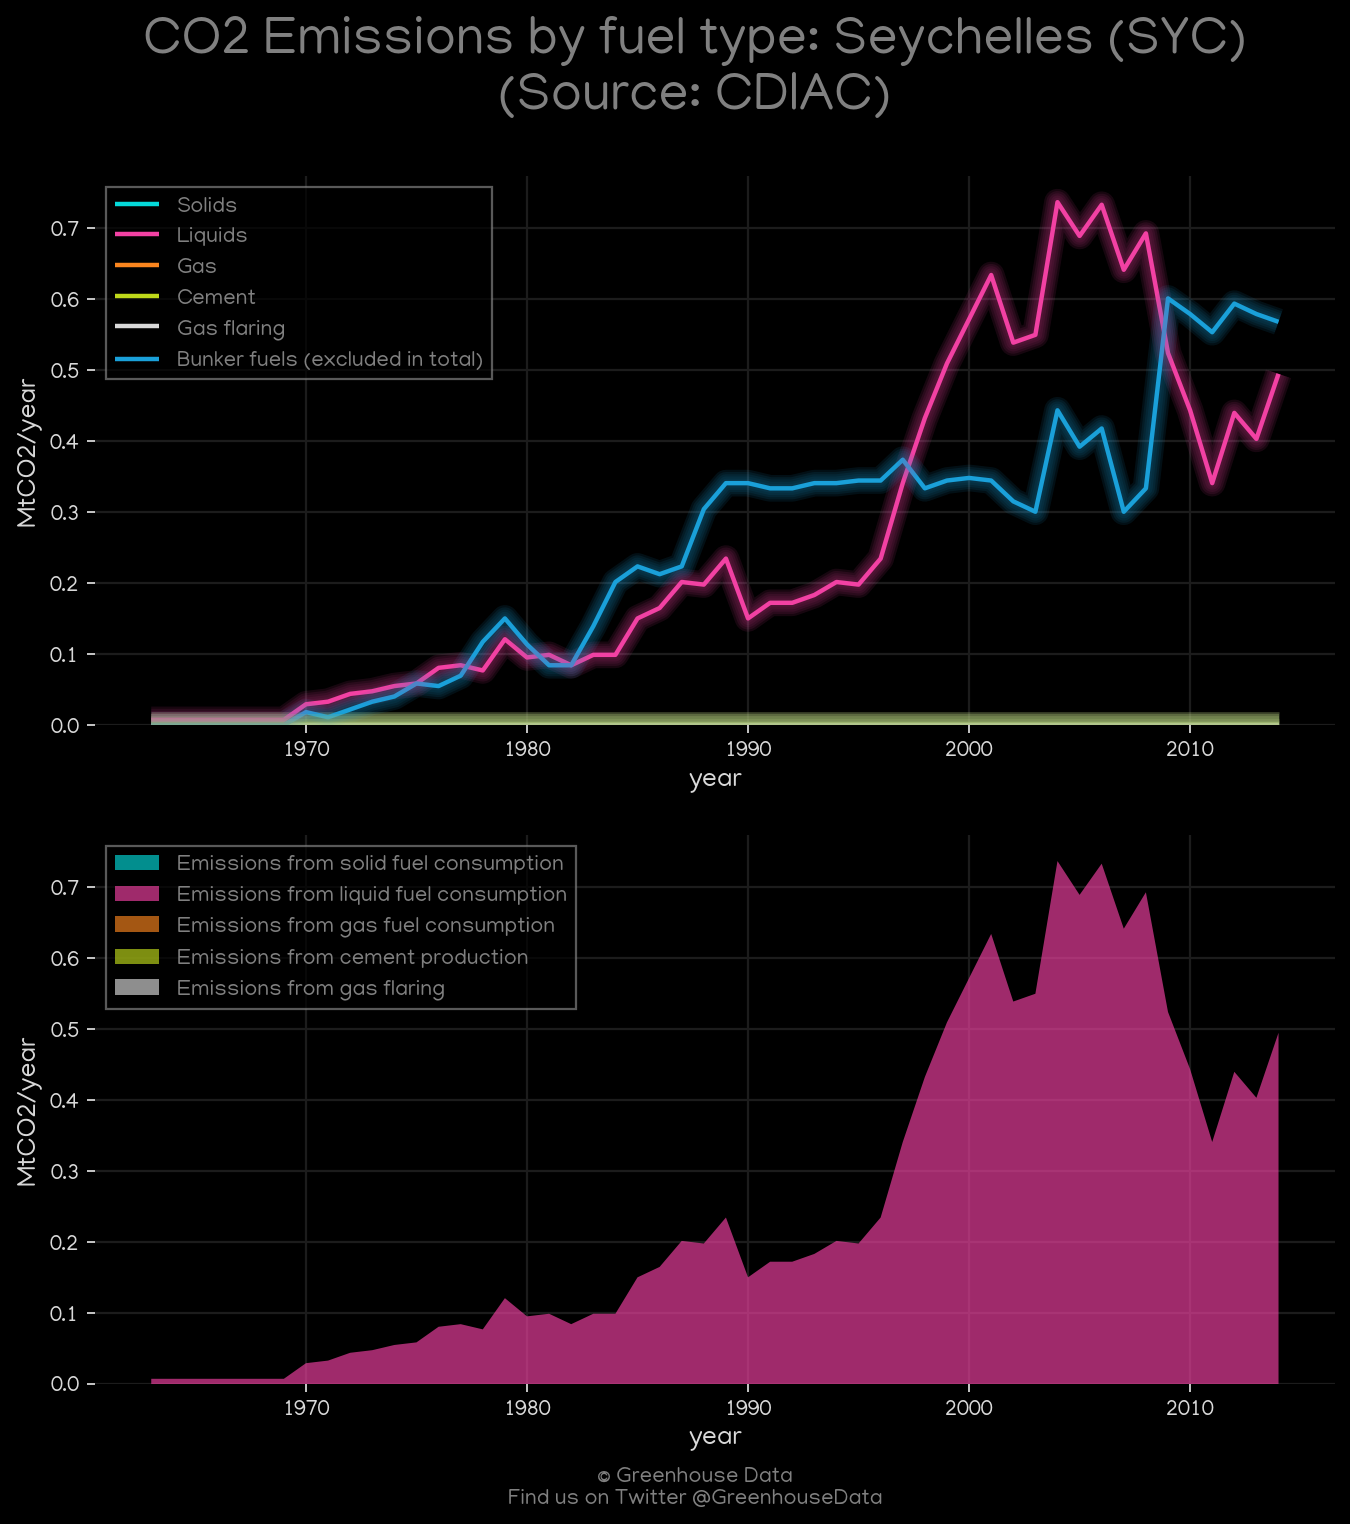 CO2 Emissions by fuel type: Seychelles (SYC)
(Source: CDIAC)
Solids
Liquids
Gas
Cement
Gas flaring
Bunker fuels (excluded in total)
MtCO2/year
0.7
0.6
0.5
0.4
0.3
0.2
0.1
0.0
1970 1980 1990 2000 2010
year
Emissions from solid fuel consumption
Emissions from liquid fuel consumption
Emissions from gas fuel consumption
Emissions from cement production
Emissions from gas flaring
MtCO2/year
0.7
0.6
0.5
0.4
0.3
0.2
0.1
0.0
1970 1980 1990 2000 2010
year
© Greenhouse Data
Find us on Twitter @GreenhouseData